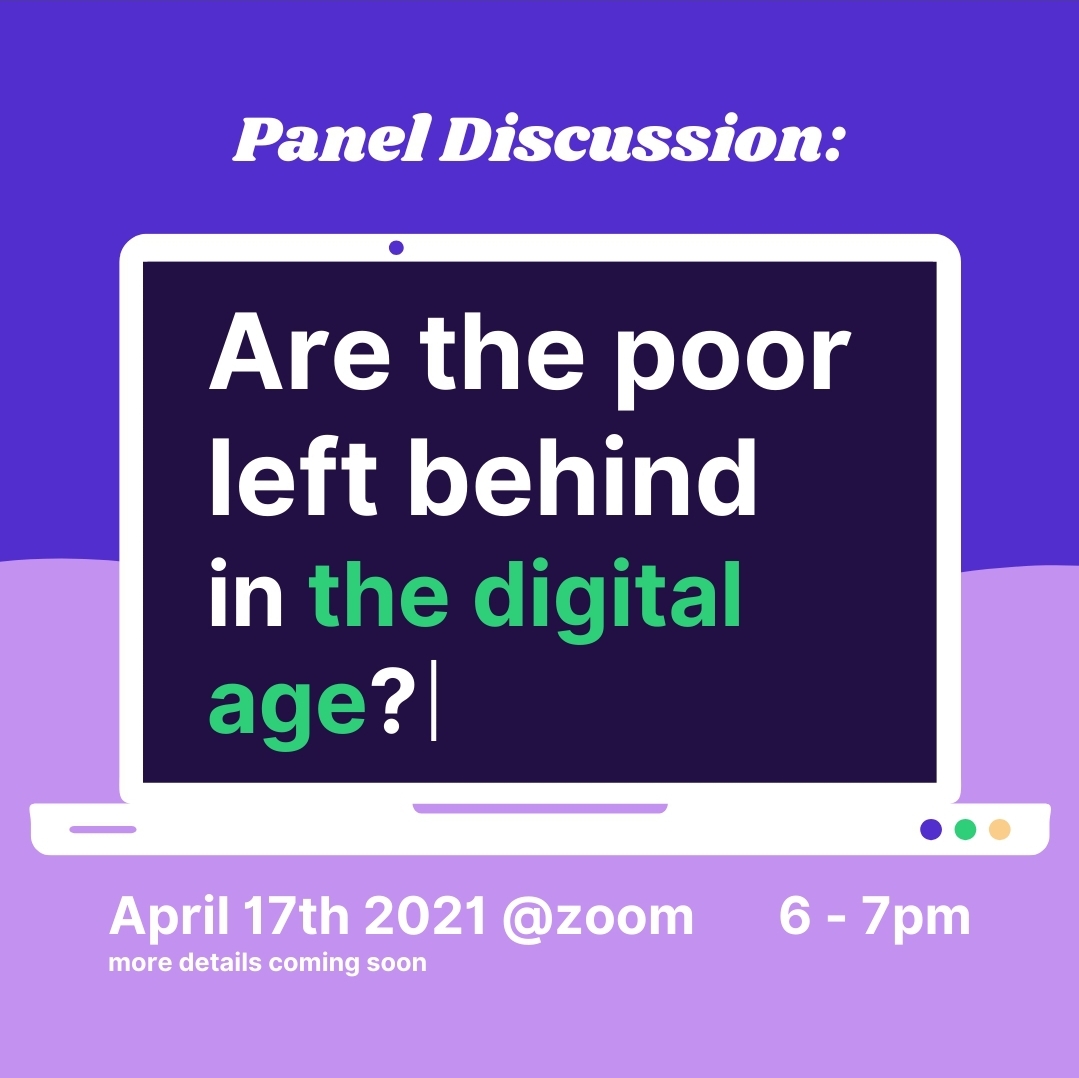 Panel Discussion:
Are the poor
left behind
in the digital
age?
April 17th 2021 @zoom 6 - 7pm
more details coming soon